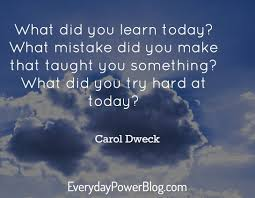 What did you learn today?
What mistake did you make
that taught you something?
What did you try hard at
today?
Carol Dweck
EverydayPowerBlog.com